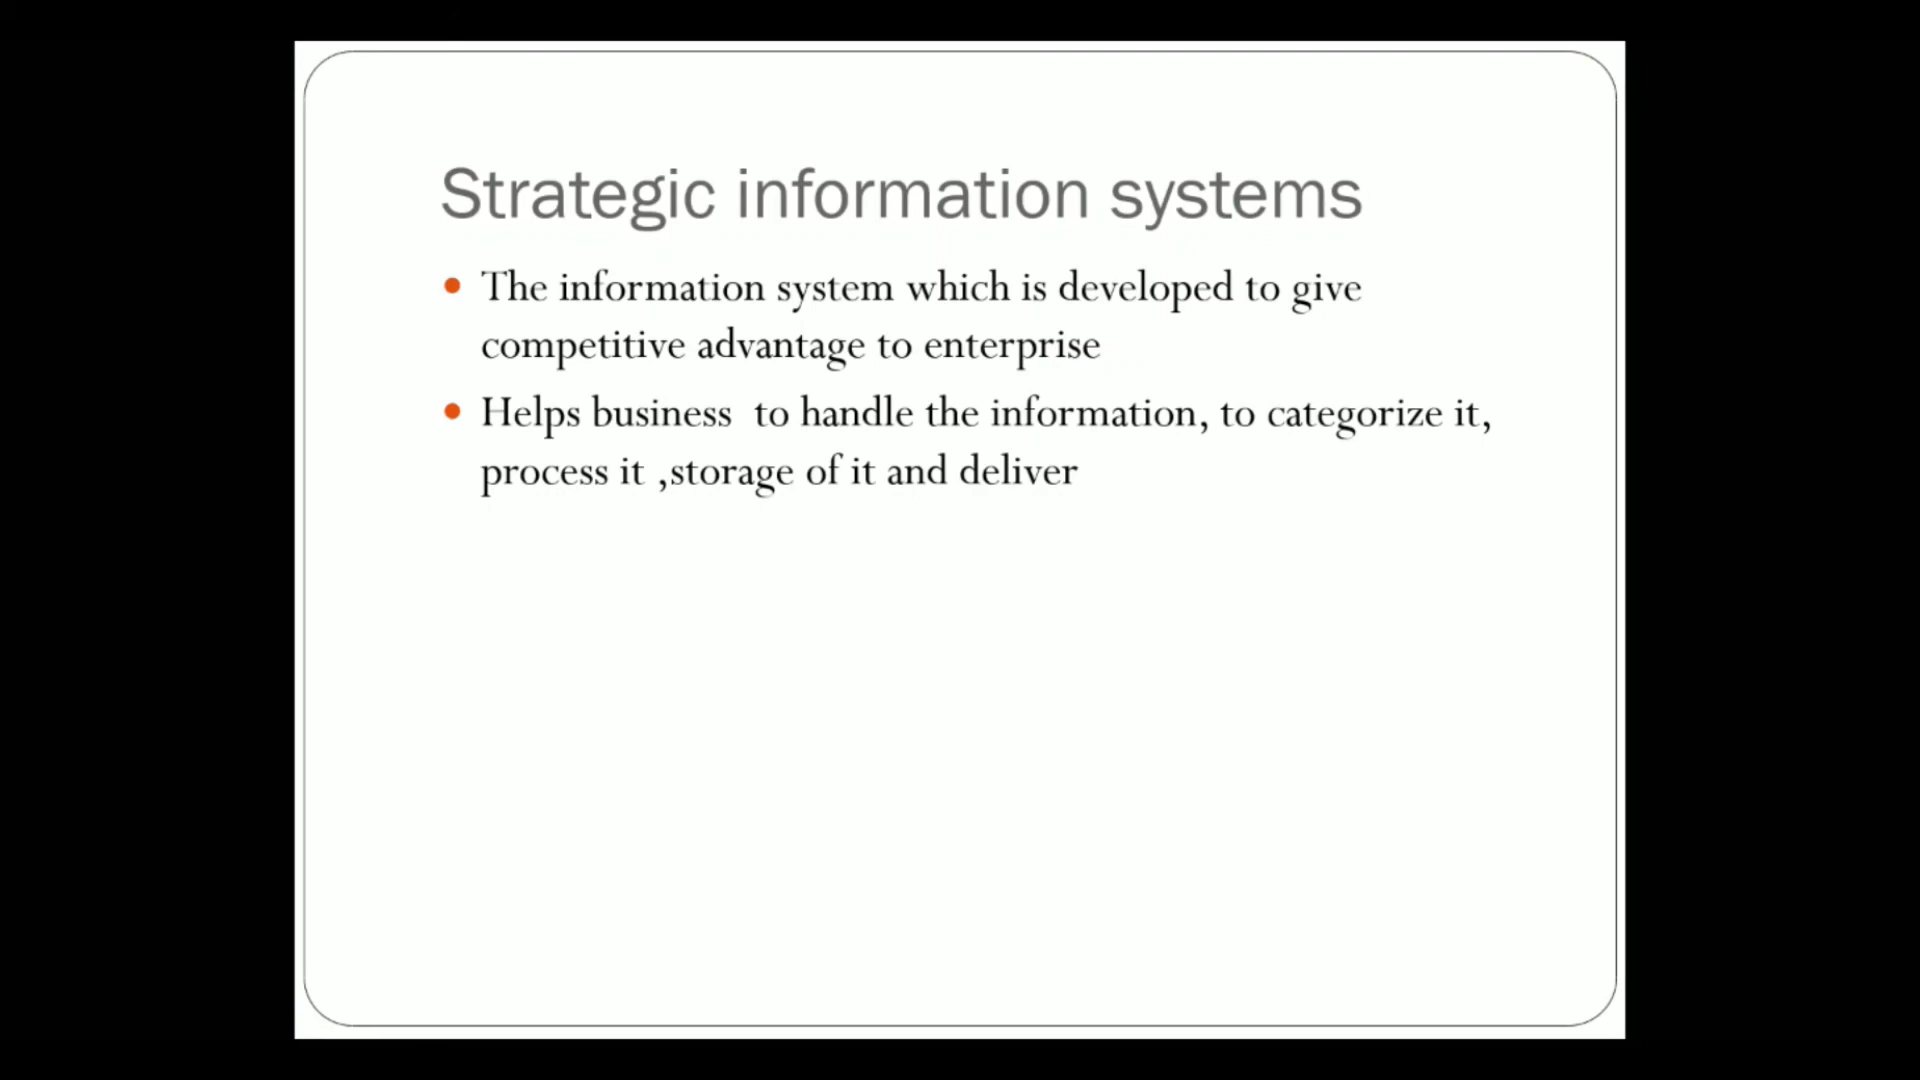 Strategic information systems
The information system which is developed to give
competitive advantage to enterprise
Helps business  to handle the information, to categorize it,
process it ,storage of it and deliver